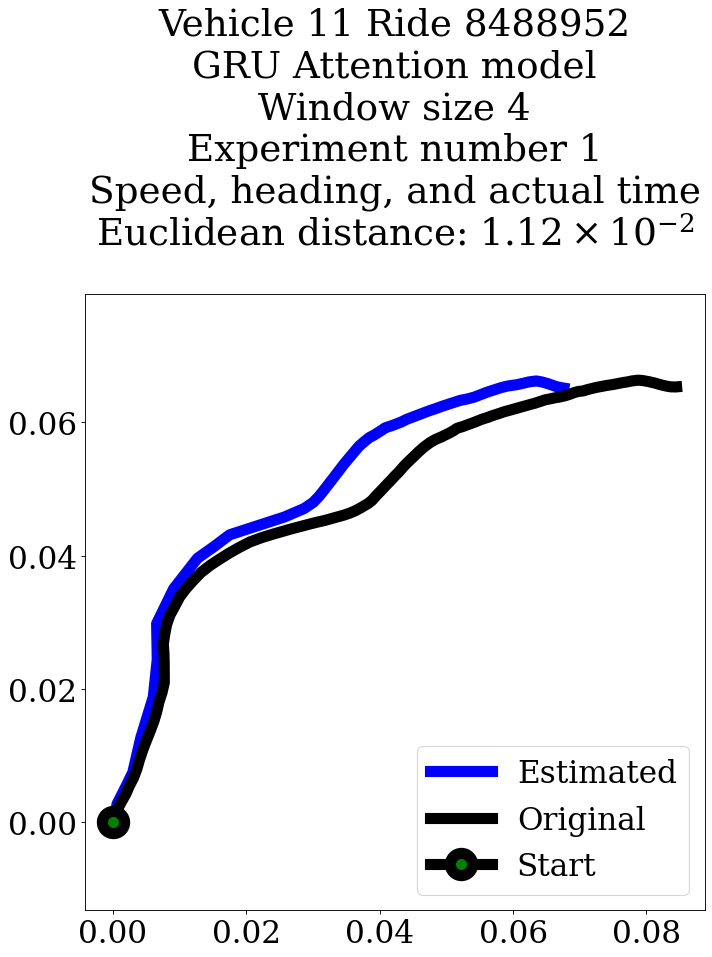 Vehicle 11 Ride 8488952
GRU Attention model
Window size 4
Experiment number 1
Speed, heading, and actual time
Euclidean distance: 1.12 × 10⁻²
0.06
0.04
0.02
0.00
Estimated
Original
Start
0.00 0.02 0.04 0.06 0.08